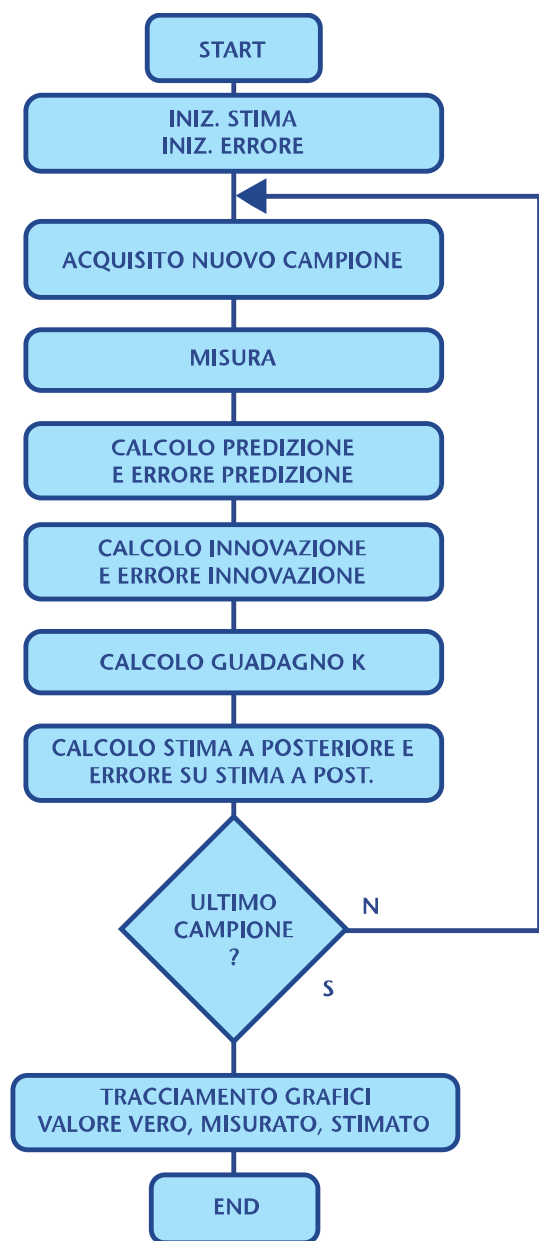 START
INIZ. STIMA
INIZ. ERRORE
ACQUISITO NUOVO CAMPIONE
MISURA
CALCOLO PREDIZIONE
E ERRORE PREDIZIONE
CALCOLO INNOVAZIONE
E ERRORE INNOVAZIONE
CALCOLO GUADAGNO K
CALCOLO STIMA A POSTERIORE E
ERRORE SU STIMA A POST.
ULTIMO
CAMPIONE
?
N
S
TRACCIAMENTO GRAFICI
VALORE VERO, MISURATO, STIMATO
END